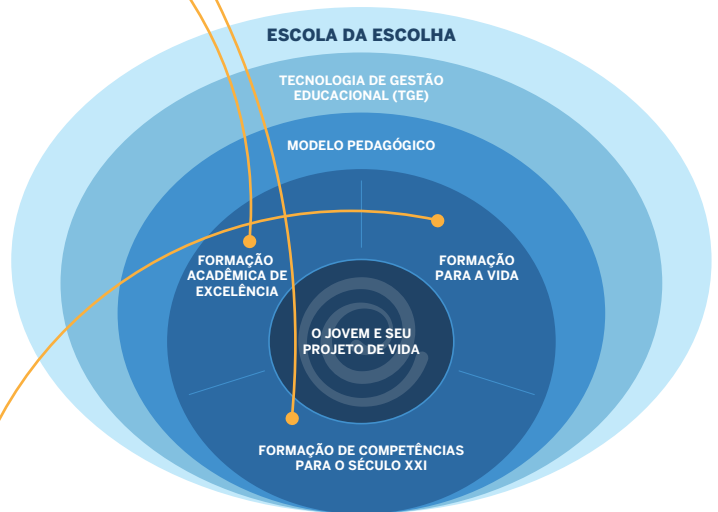 ESCOLA DA ESCOLHA
TECNOLOGIA DE GESTÃO
EDUCACIONAL (TGE)
MODELO PEDAGÓGICO
FORMAÇÃO
ACADÊMICA DE
EXCELÊNCIA
FORMAÇÃO
PARA A VIDA
O JOVEM E SEU
PROJETO DE VIDA
FORMAÇÃO DE COMPETÊNCIAS
PARA O SÉCULO XXI